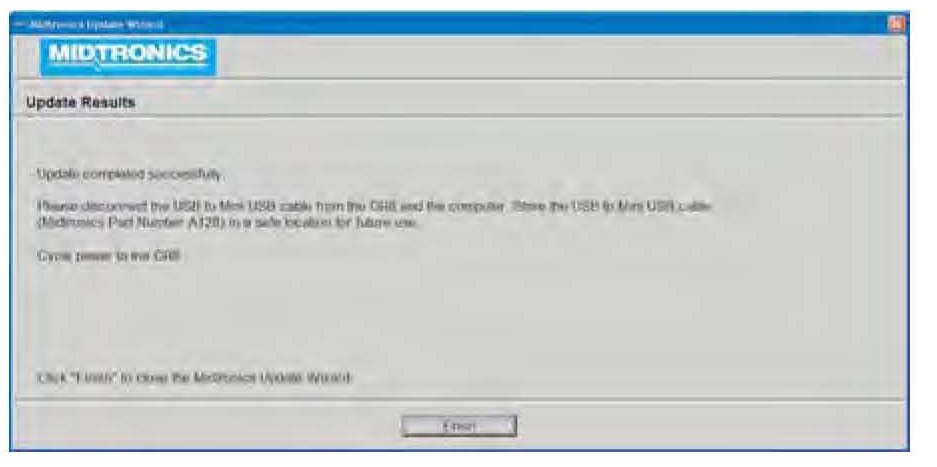 Midtronics Update Wizard
MIDTRONICS
Update Results
Update completed successfully.
Please disconnect the USB to Mini USB cable from the GR8 and the computer. Store the USB to Mini USB cable
(Midtronics Part Number A128) in a safe location for future use.
Cycle power to the GR8.
Click "Finish" to close the Midtronics Update Wizard.
Finish